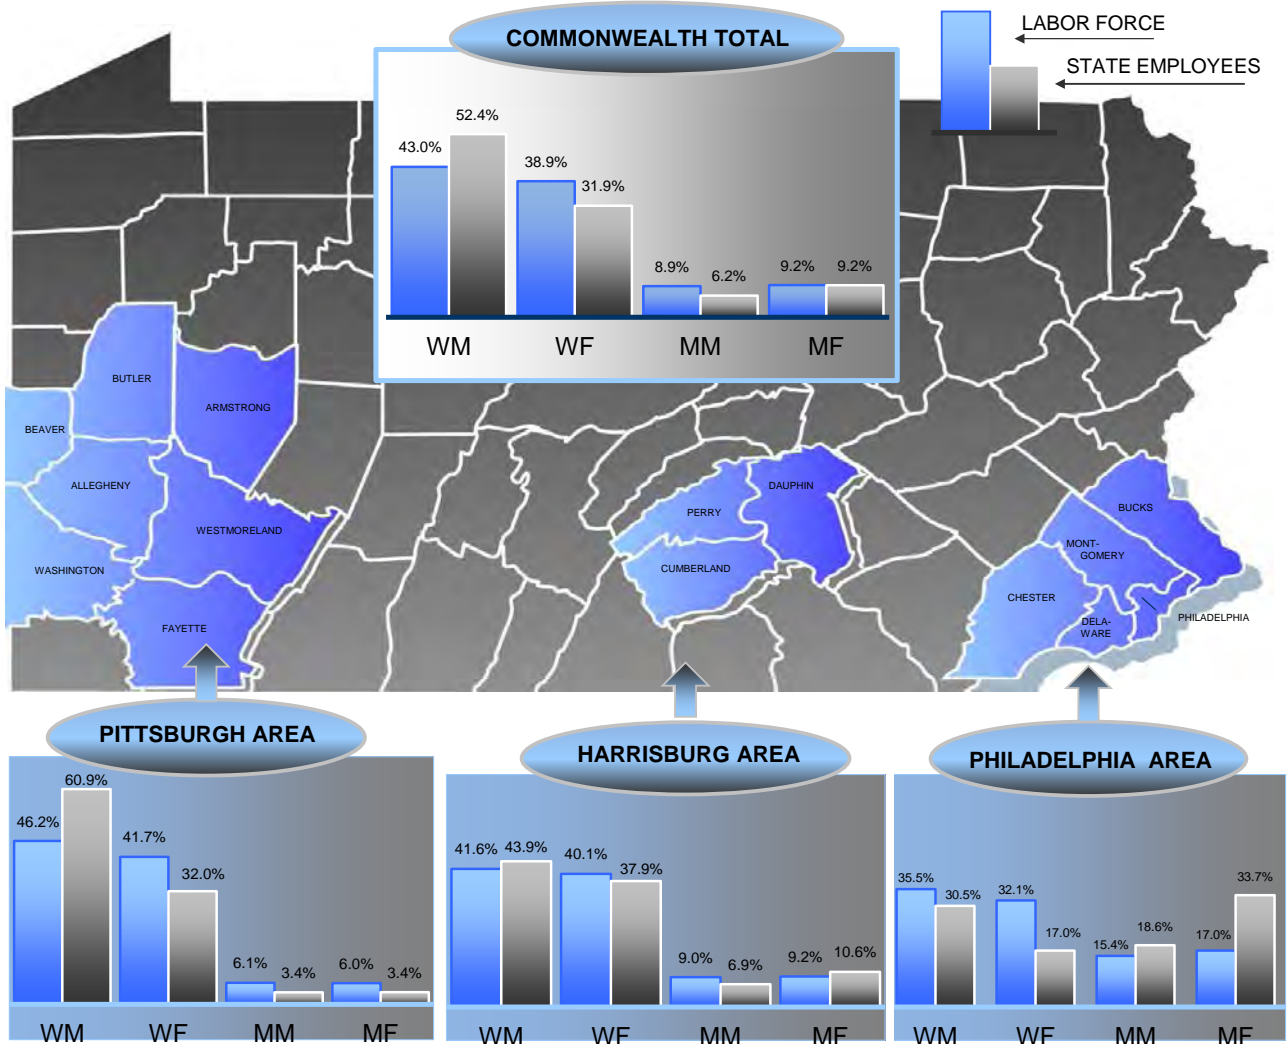 COMMONWEALTH TOTAL
LABOR FORCE
STATE EMPLOYEES
52.4%
43.0%
38.9%
31.9%
8.9%
6.2%
9.2%
9.2%
WM WF MM MF
BUTLER
ARMSTRONG
BEAVER
ALLEGHENY
WESTMORELAND
WASHINGTON
FAYETTE
PERRY
DAUPHIN
CUMBERLAND
BUCKS
MONT-
GOMERY
CHESTER
DELA-
WARE
PHILADELPHIA
PITTSBURGH AREA
60.9%
46.2%
41.7%
32.0%
6.1%
3.4%
6.0%
3.4%
WM WF MM MF
HARRISBURG AREA
41.6%
43.9%
40.1%
37.9%
9.0%
6.9%
9.2%
10.6%
WM WF MM MF
PHILADELPHIA AREA
35.5%
30.5%
32.1%
17.0%
15.4%
18.6%
17.0%
33.7%
WM WF MM MF